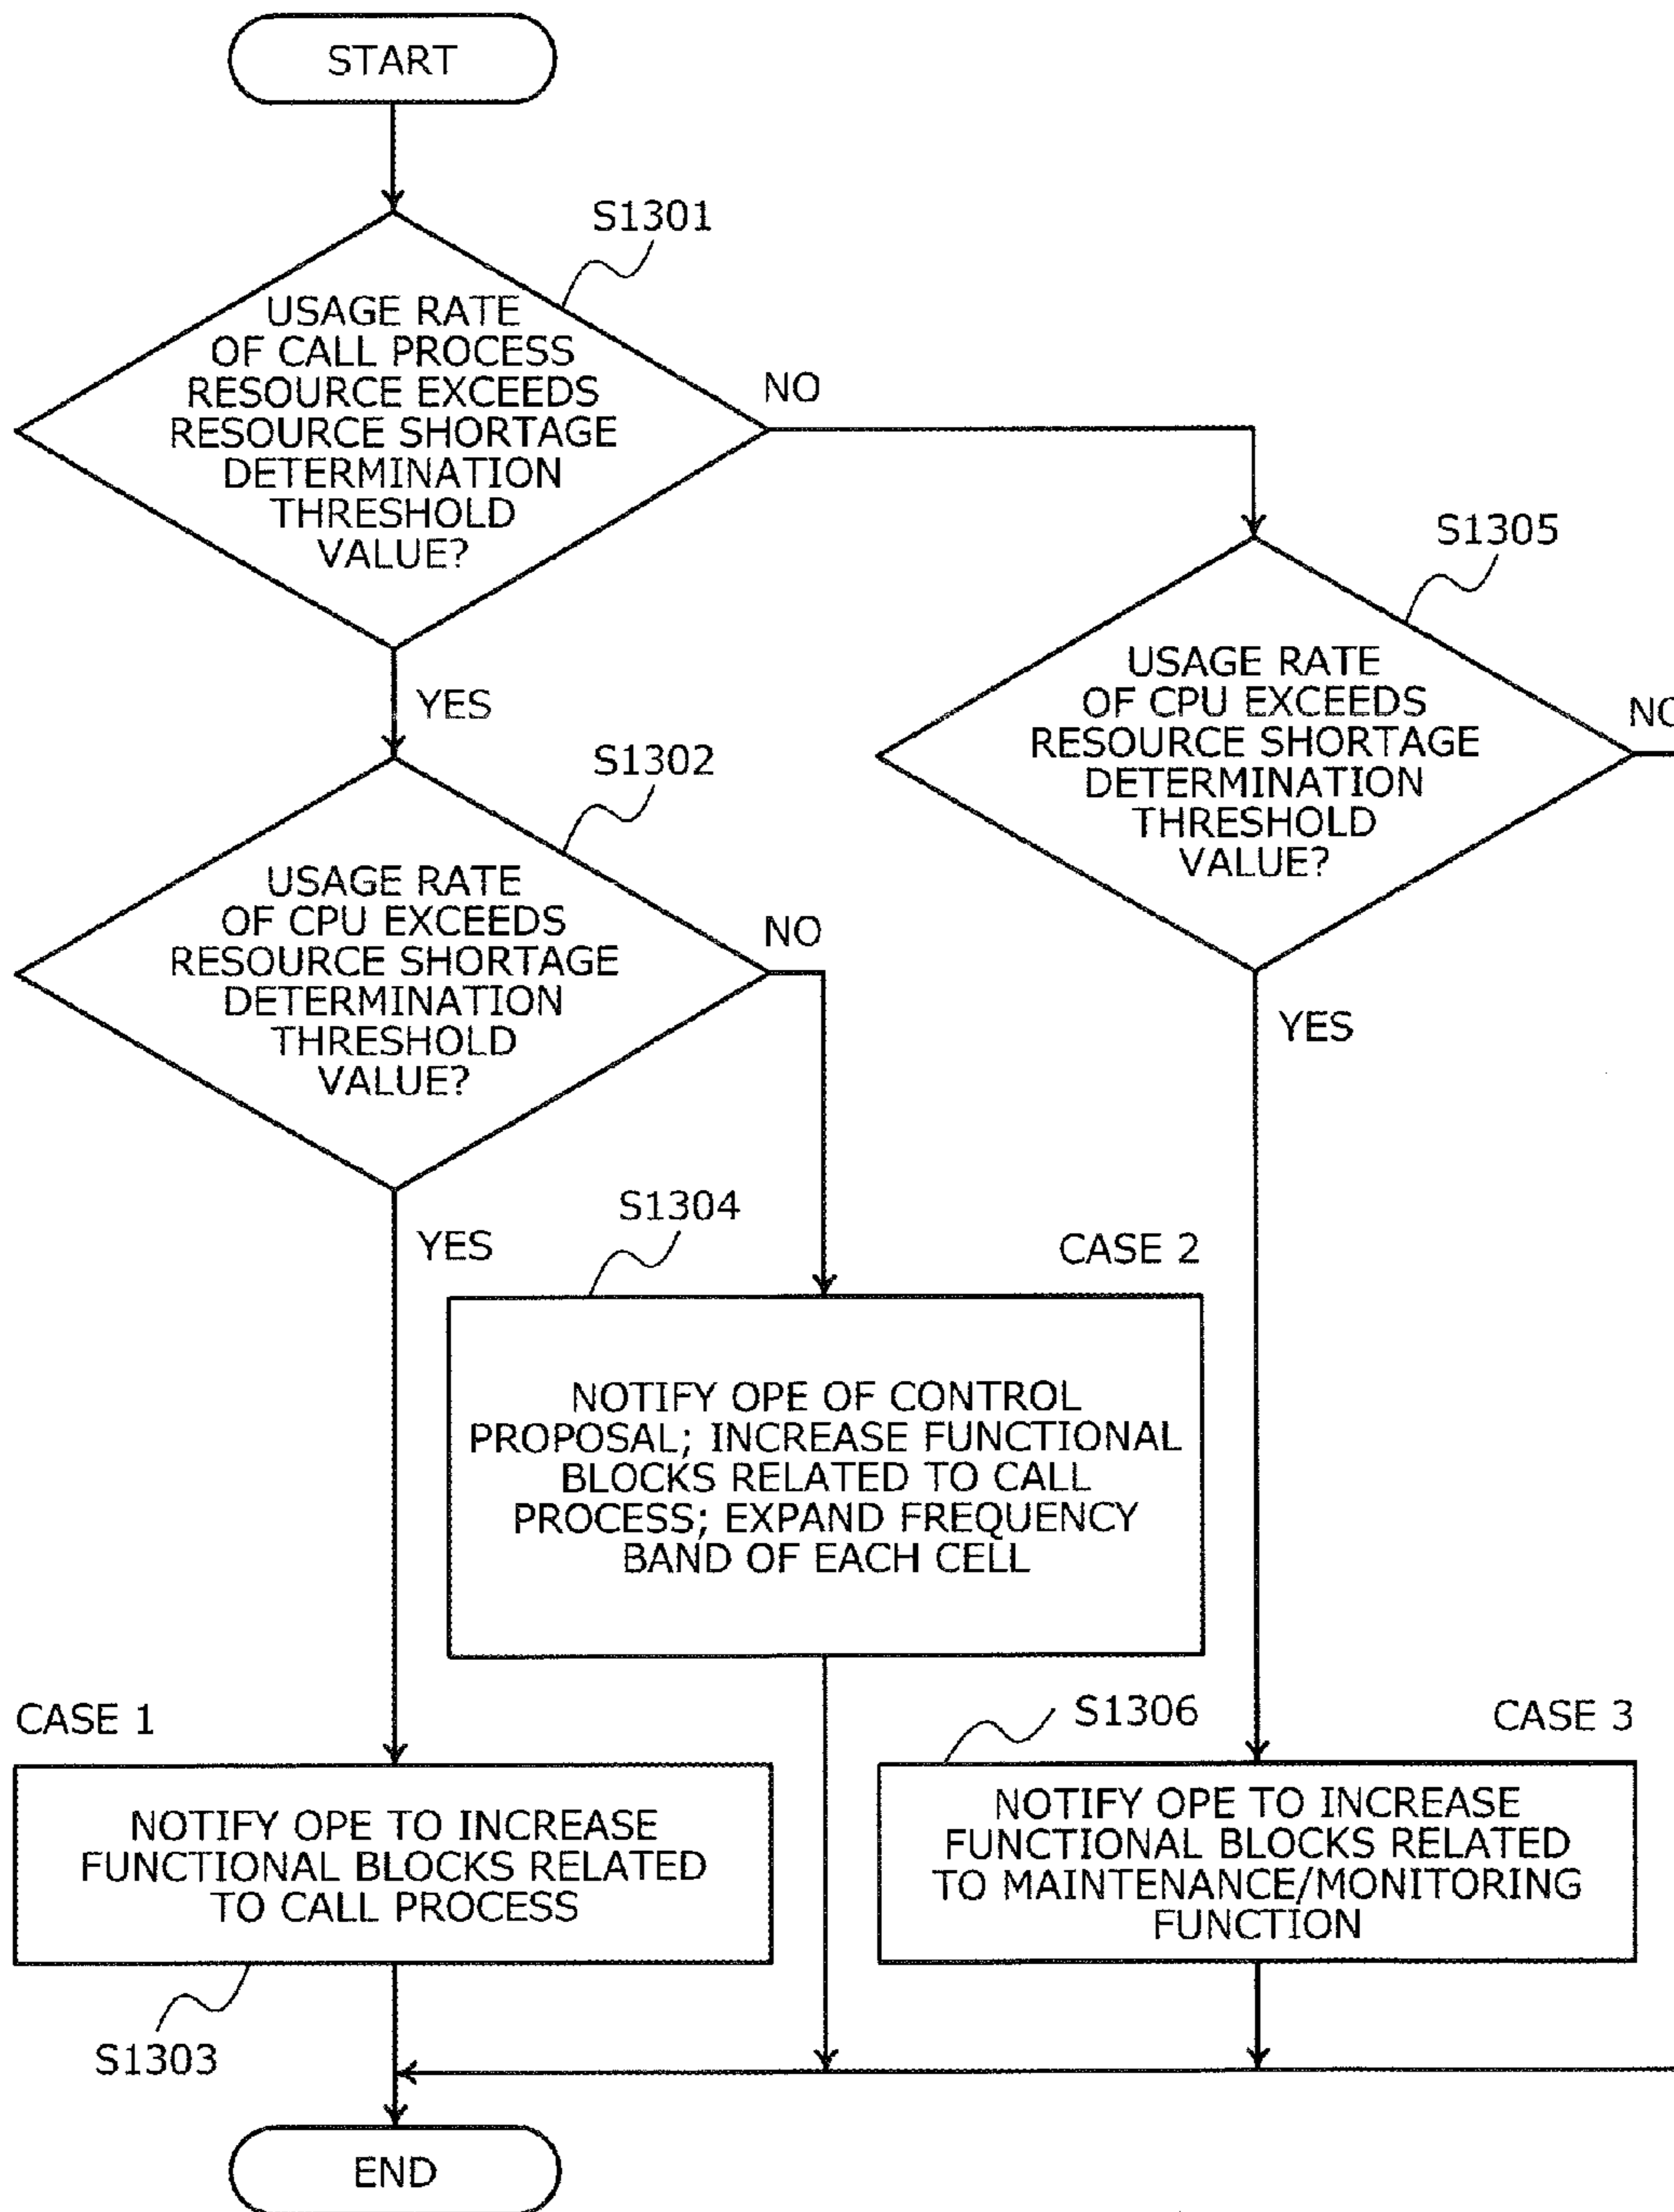 START
S1301
USAGE RATE
OF CALL PROCESS
RESOURCE EXCEEDS
RESOURCE SHORTAGE
DETERMINATION
THRESHOLD
VALUE?
NO
YES
S1305
USAGE RATE
OF CPU EXCEEDS
RESOURCE SHORTAGE
DETERMINATION
THRESHOLD
VALUE?
NO
YES
S1302
USAGE RATE
OF CPU EXCEEDS
RESOURCE SHORTAGE
DETERMINATION
THRESHOLD
VALUE?
NO
YES
S1304
CASE 2
NOTIFY OPE OF CONTROL
PROPOSAL; INCREASE FUNCTIONAL
BLOCKS RELATED TO CALL
PROCESS; EXPAND FREQUENCY
BAND OF EACH CELL
CASE 1
NOTIFY OPE TO INCREASE
FUNCTIONAL BLOCKS RELATED
TO CALL PROCESS
S1303
S1306
CASE 3
NOTIFY OPE TO INCREASE
FUNCTIONAL BLOCKS RELATED
TO MAINTENANCE/MONITORING
FUNCTION
END